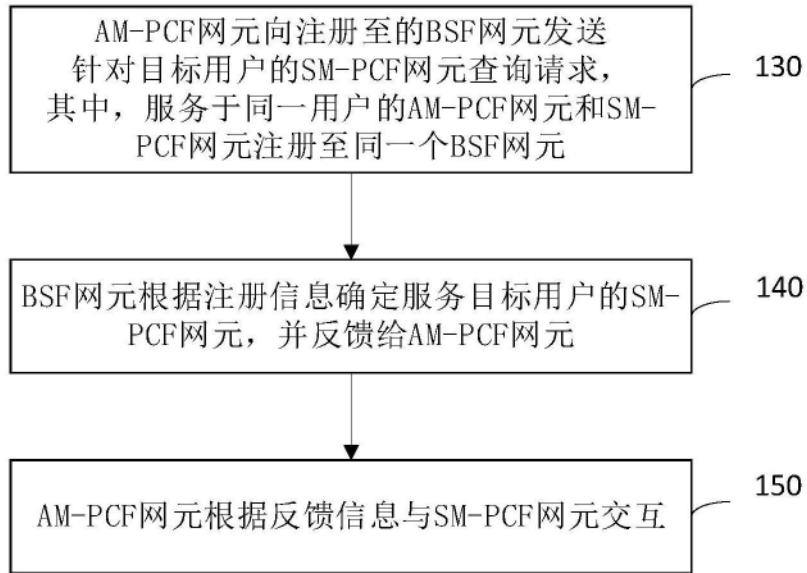 AM-PCF网元向注册至的BSF网元发送
针对目标用户的SM-PCF网元查询请求,
其中，服务于同一用户的AM-PCF网元和SM-
PCF网元注册至同一个BSF网元
130
BSF网元根据注册信息确定服务目标用户的SM-
PCF网元，并反馈给AM-PCF网元
140
AM-PCF网元根据反馈信息与SM-PCF网元交互
150